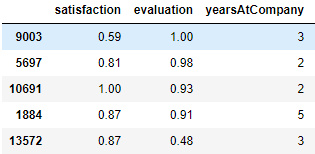 satisfaction evaluation yearsAtCompany
9003 0.59 1.00 3
5697 0.81 0.98 2
10691 1.00 0.93 2
1884 0.87 0.91 5
13572 0.87 0.48 3